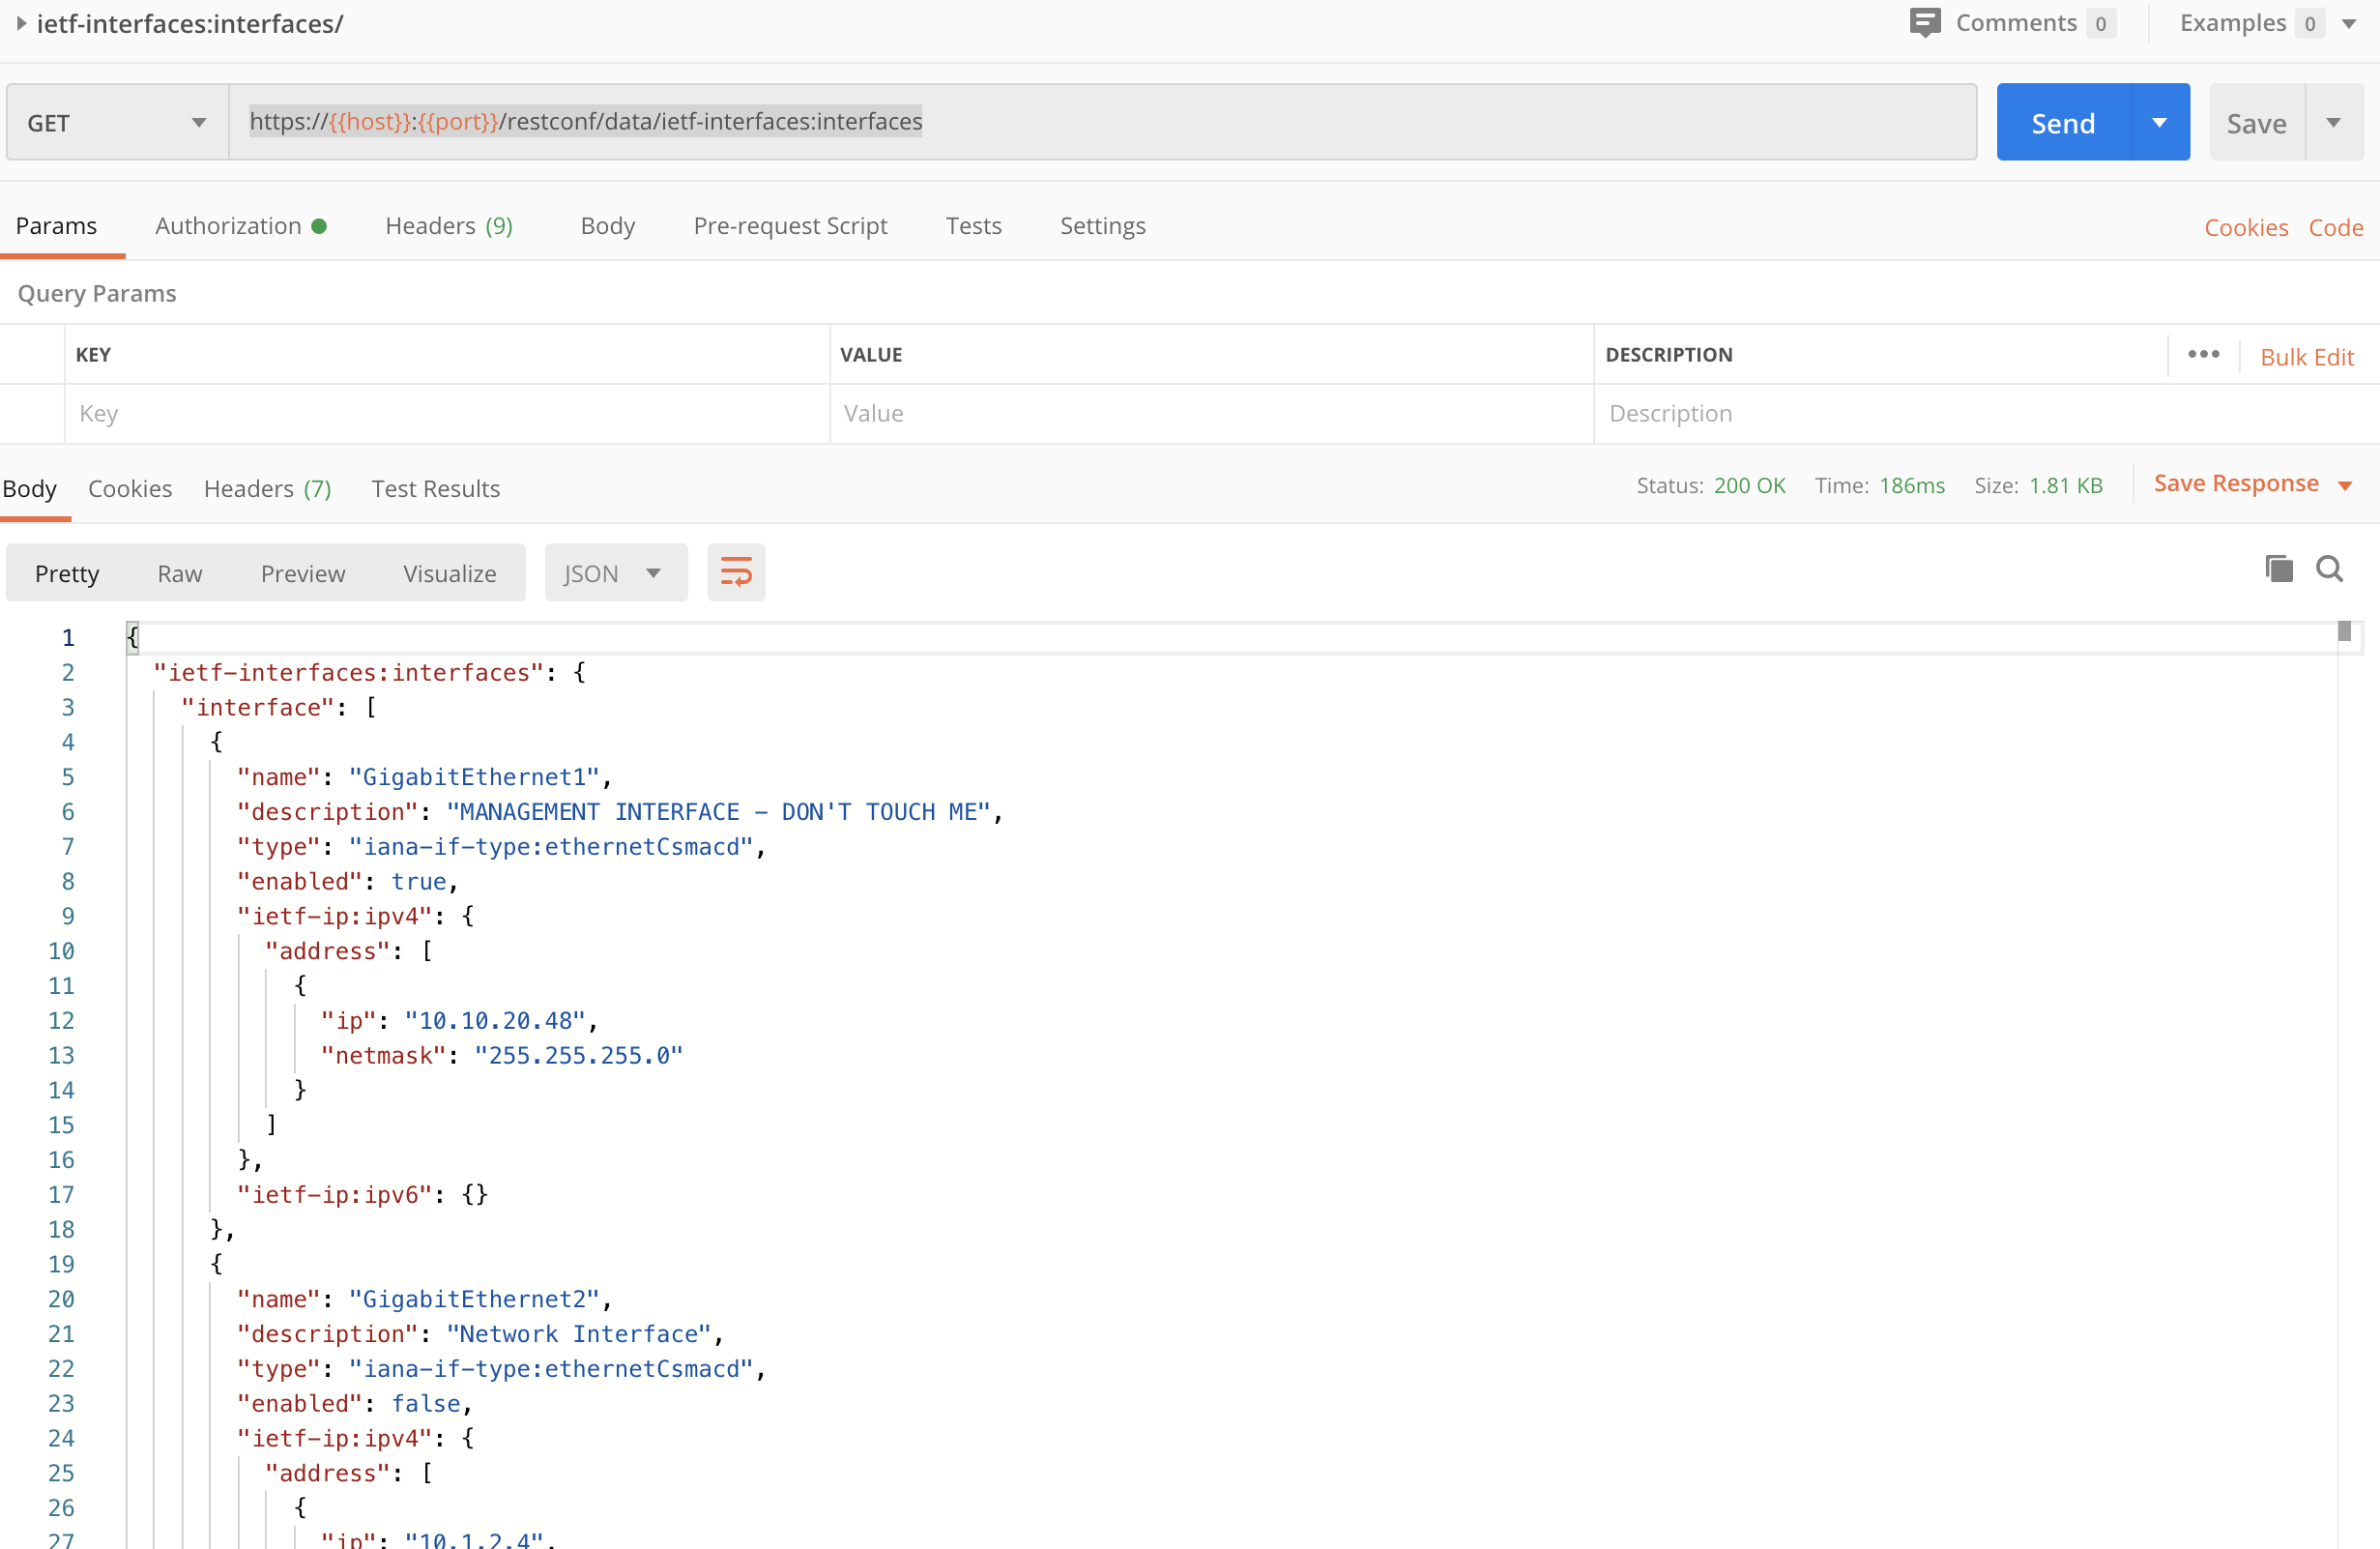 ietf-interfaces:interfaces/
Comments 0
Examples 0
GET
https://{{host}}:{{port}}/restconf/data/ietf-interfaces:interfaces
Send
Save
Params Authorization Headers (9) Body Pre-request Script Tests Settings
Cookies Code
Query Params
KEY VALUE DESCRIPTION ••• Bulk Edit
Key Value Description
Body Cookies Headers (7) Test Results
Status: 200 OK Time: 186ms Size: 1.81 KB Save Response
Pretty Raw Preview Visualize JSON
1 {
2 "ietf-interfaces:interfaces": {
3 "interface": [
4 {
5 "name": "GigabitEthernet1",
6 "description": "MANAGEMENT INTERFACE - DON'T TOUCH ME",
7 "type": "iana-if-type:ethernetCsmacd",
8 "enabled": true,
9 "ietf-ip:ipv4": {
10 "address": [
11 {
12 "ip": "10.10.20.48",
13 "netmask": "255.255.255.0"
14 }
15 ]
16 },
17 "ietf-ip:ipv6": {}
18 },
19 {
20 "name": "GigabitEthernet2",
21 "description": "Network Interface",
22 "type": "iana-if-type:ethernetCsmacd",
23 "enabled": false,
24 "ietf-ip:ipv4": {
25 "address": [
26 {
27 "ip": "10.1.2.4",